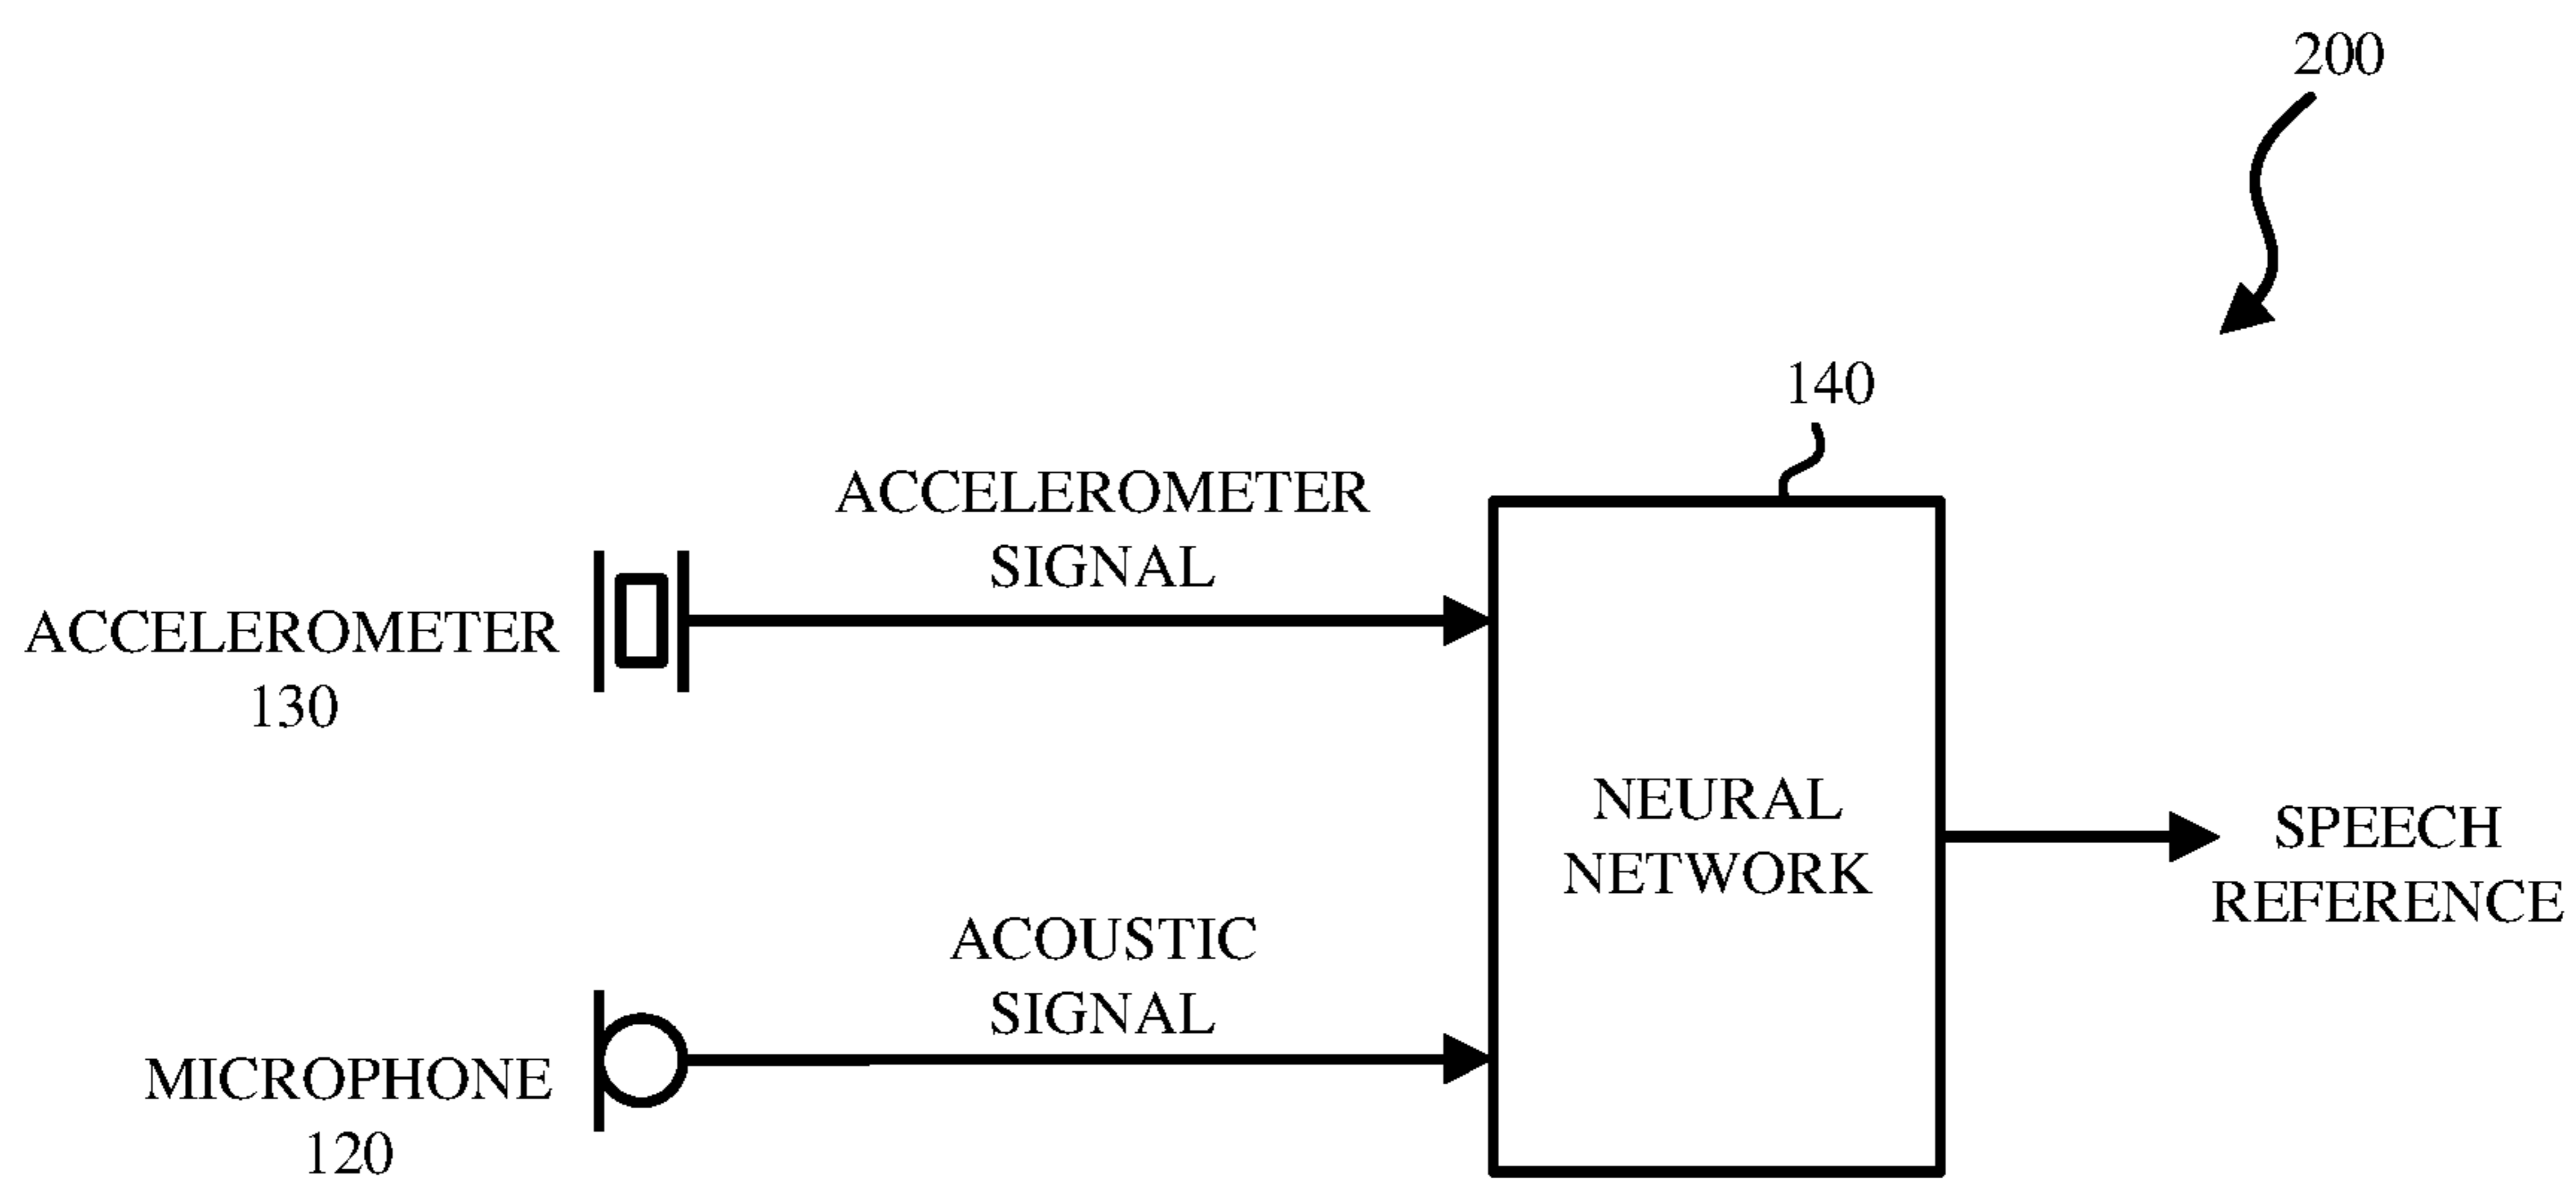 200
140
ACCELEROMETER
SIGNAL
ACCELEROMETER
130
NEURAL
NETWORK
SPEECH
REFERENCE
ACOUSTIC
SIGNAL
MICROPHONE
120